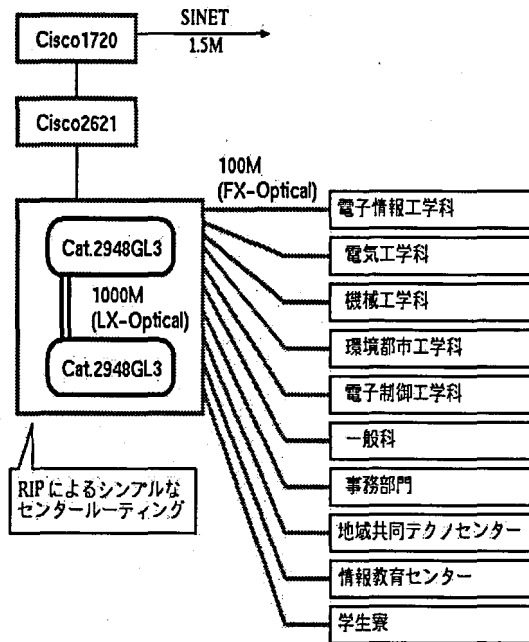 Cisco1720
SINET
1.5M
Cisco2621
100M
(FX-Optical)
Cat.2948GL3
1000M
(LX-Optical)
Cat.2948GL3
RIPによるシンプルな
センタールーティング
電子情報工学科
電気工学科
機械工学科
環境都市工学科
電子制御工学科
一般科
事務部門
地域共同テクノセンター
情報教育センター
学生寮